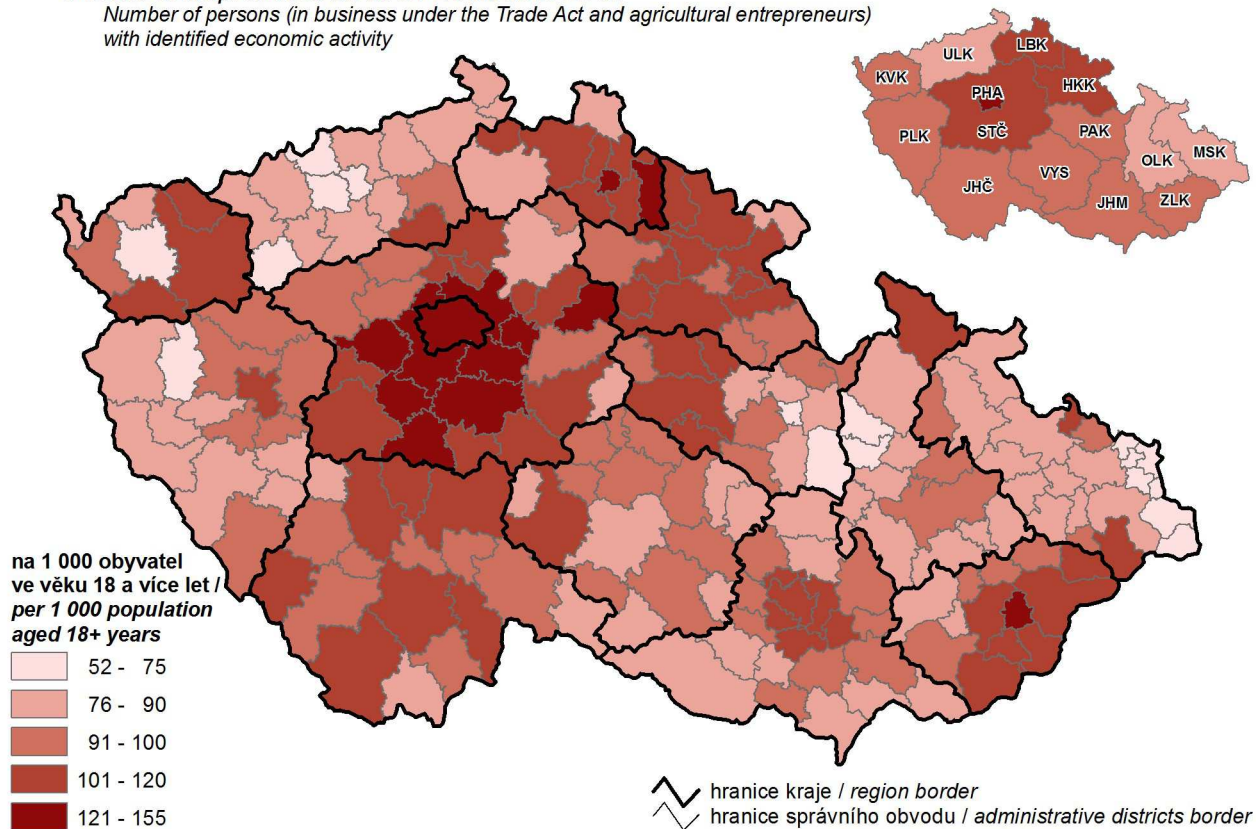 Number of persons (in business under the Trade Act and agricultural entrepreneurs)
with identified economic activity
ULK
LBK
KVK
PHA
HKK
PLK
STČ
PAK
OLK
MSK
JHČ
VYS
JHM
ZLK
na 1 000 obyvatel
ve věku 18 a více let /
per 1 000 population
aged 18+ years
52 - 75
76 - 90
91 - 100
101 - 120
121 - 155
hranice kraje / region border
hranice správního obvodu / administrative districts border